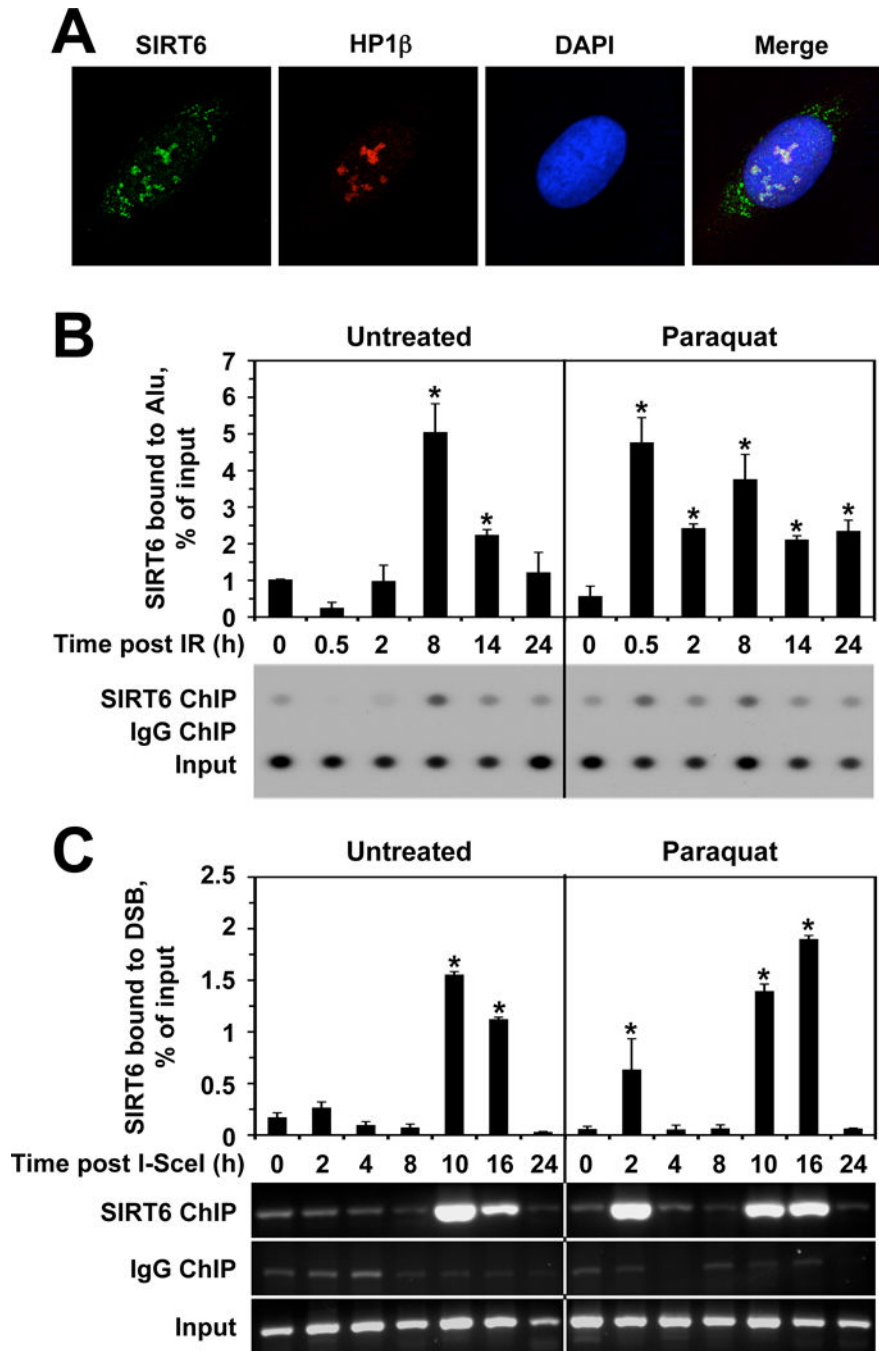 A
SIRT6 HP1β DAPI Merge
B
Untreated Paraquat
SIRT6 bound to Alu,
% of input
7
6
5
4
3
2
1
0
* * * * * * *
Time post IR (h) 0 0.5 2 8 14 24 0 0.5 2 8 14 24
SIRT6 ChIP
IgG ChIP
Input
C
Untreated Paraquat
SIRT6 bound to DSB,
% of input
2.5
2
1.5
1
0.5
0
* * * * *
Time post I-SceI (h) 0 2 4 8 10 16 24 0 2 4 8 10 16 24
SIRT6 ChIP
IgG ChIP
Input